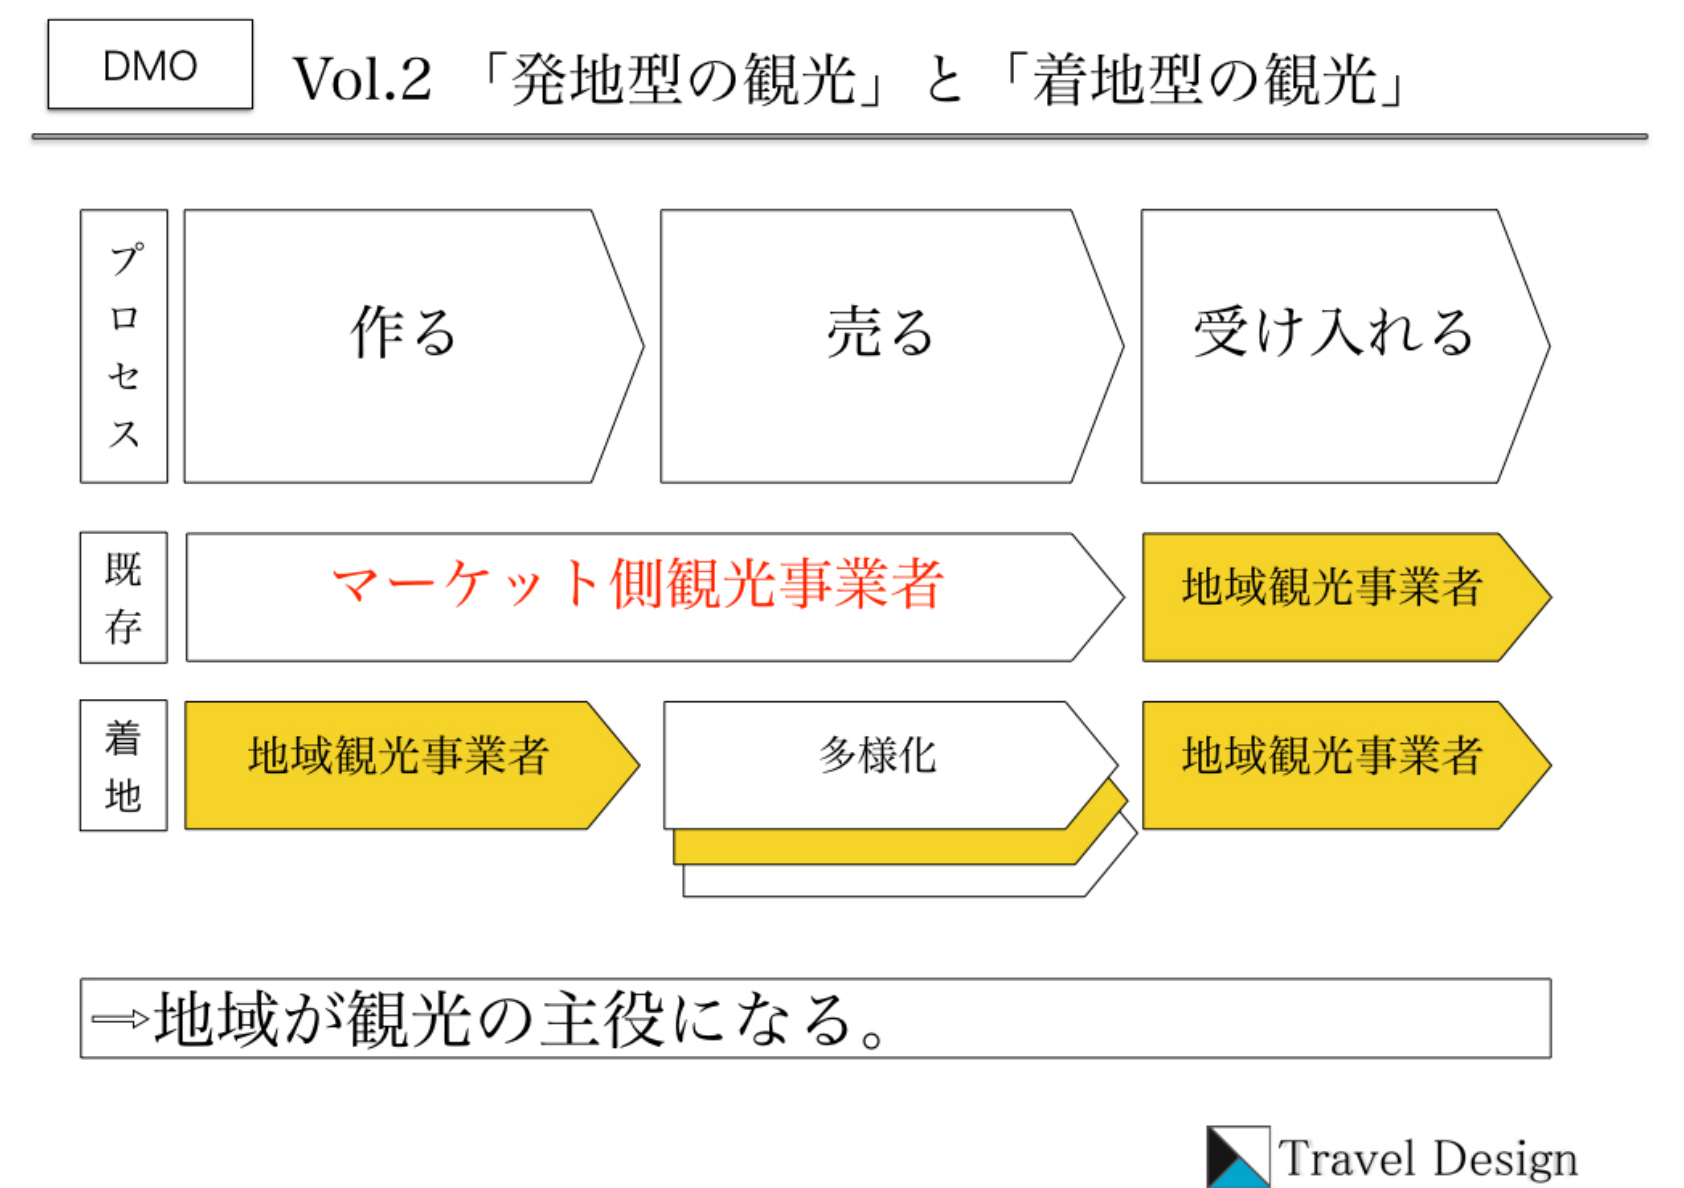 DMO
Vol.2 「発地型の観光」と「着地型の観光」
プロセス
作る
売る
受け入れる
既存
マーケット側観光事業者
地域観光事業者
着地
地域観光事業者
多様化
地域観光事業者
⇒地域が観光の主役になる。
Travel Design